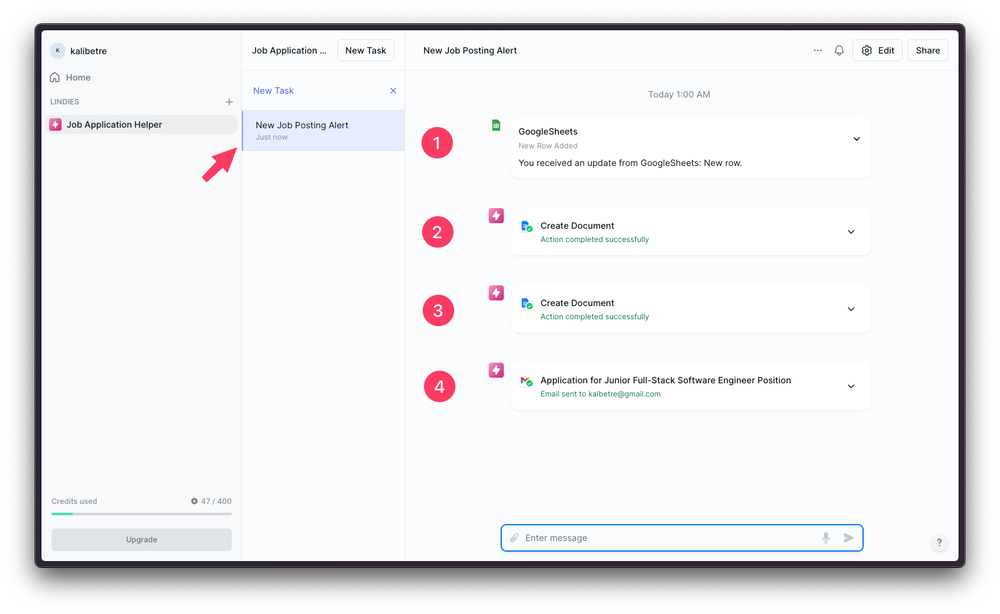 K kalibetre
Home
LINDIES
Job Application Helper
Credits used
47 / 400
Upgrade
Job Application ...
New Task
New Task
New Job Posting Alert
Just now
New Job Posting Alert
Edit
Share
Today 1:00 AM
1
GoogleSheets
New Row Added
You received an update from GoogleSheets: New row.
2
Create Document
Action completed successfully
3
Create Document
Action completed successfully
4
Application for Junior Full-Stack Software Engineer Position
Email sent to kalbetre@gmail.com
Enter message
?